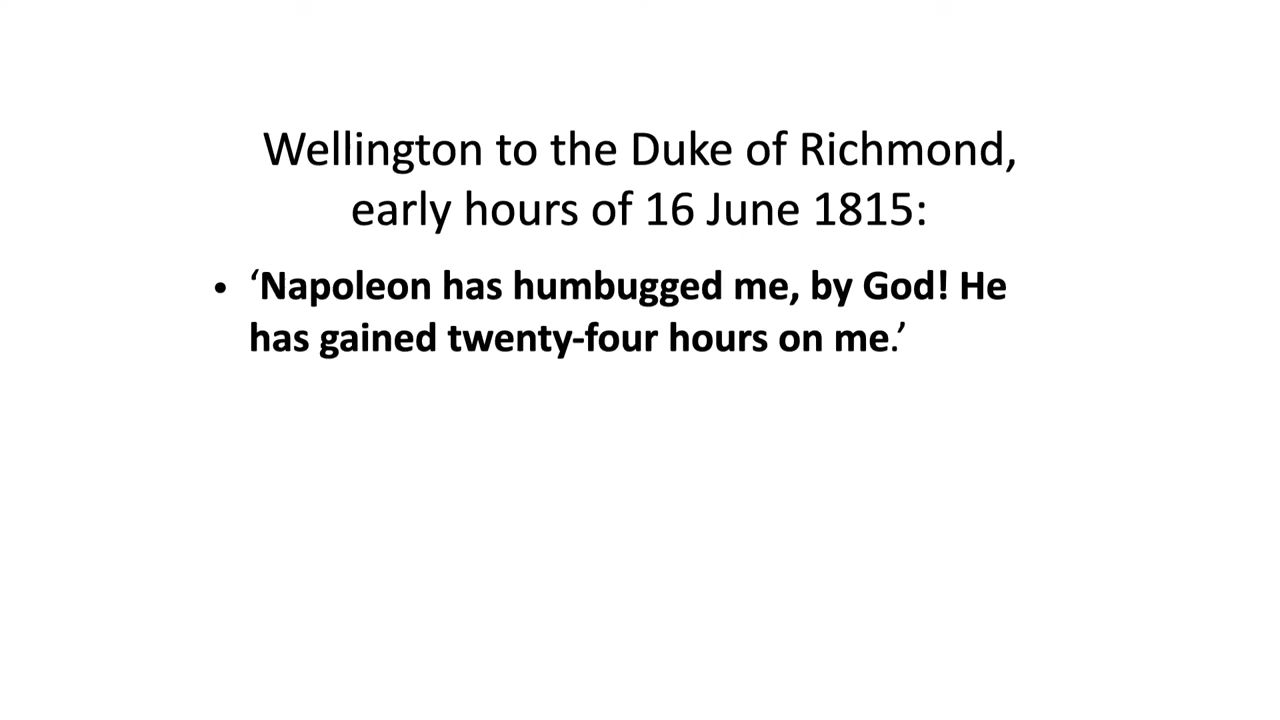 Wellington to the Duke of Richmond,
early hours of 16 June 1815:
• ‘Napoleon has humbugged me, by God! He
has gained twenty-four hours on me.’